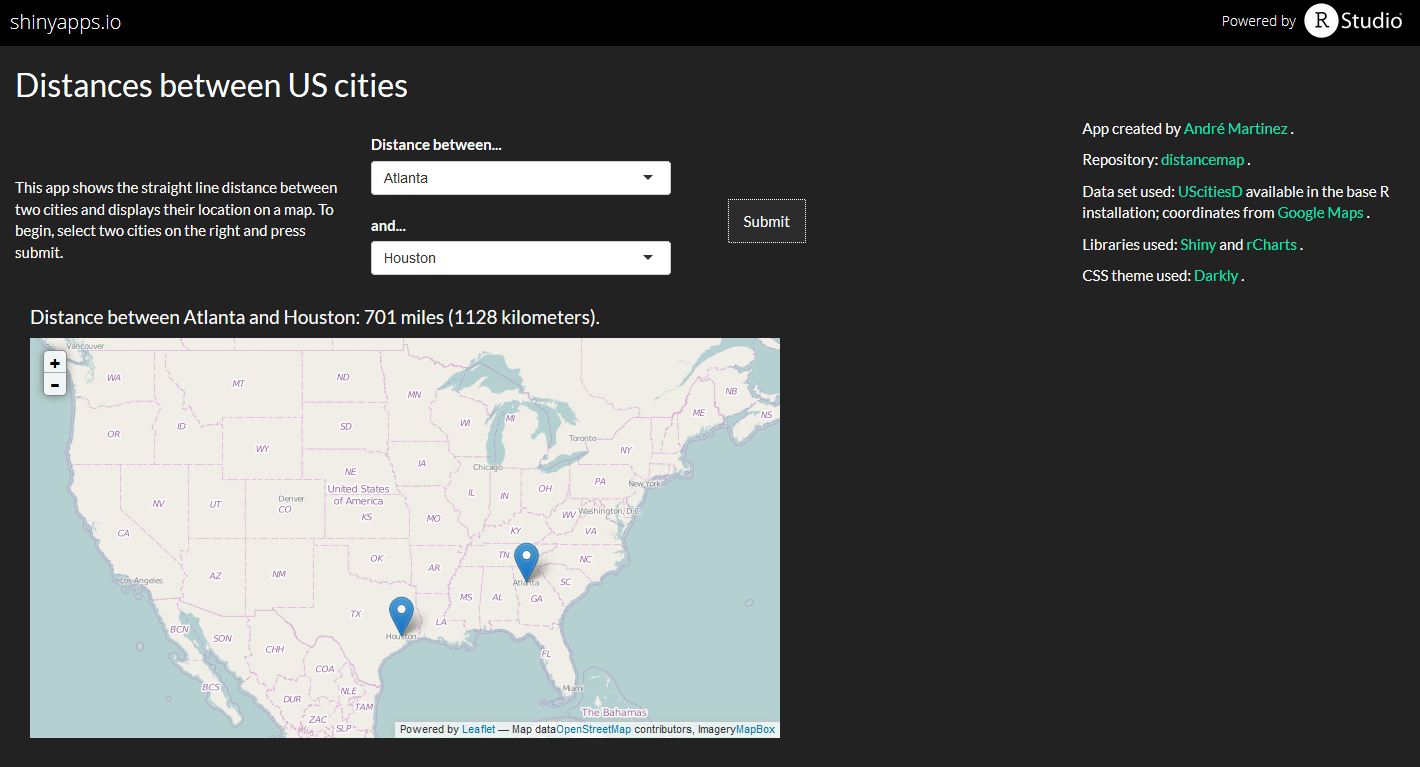 shinyapps.io
Powered by R Studio
Distances between US cities
This app shows the straight line distance between
two cities and displays their location on a map. To
begin, select two cities on the right and press
submit.
Distance between...
Atlanta
and...
Houston
Submit
App created by André Martinez .
Repository: distancemap .
Data set used: UScitiesD available in the base R
installation; coordinates from Google Maps .
Libraries used: Shiny and rCharts .
CSS theme used: Darkly .
Distance between Atlanta and Houston: 701 miles (1128 kilometers).
+
-
Vancouver
WA
MT
ND
MN
OR
ID
WY
SD
WI
MI
Toronto
NY
ME
NB
NS
NE
IA
Chicago
IL
IN
OH
PA
New York
NV
UT
Denver
CO
United States
of America
KS
MO
KY
WV
Washington, D.C.
VA
CA
Los Angeles
AZ
NM
OK
AR
TN
NC
Atlanta
SC
MS
AL
GA
TX
LA
Houston
FL
Miami
The Bahamas
BCN
SON
CHH
COA
BCS
DUR
NLE
TAM
ZAC
SLP
Powered by Leaflet — Map dataOpenStreetMap contributors, ImageryMapBox